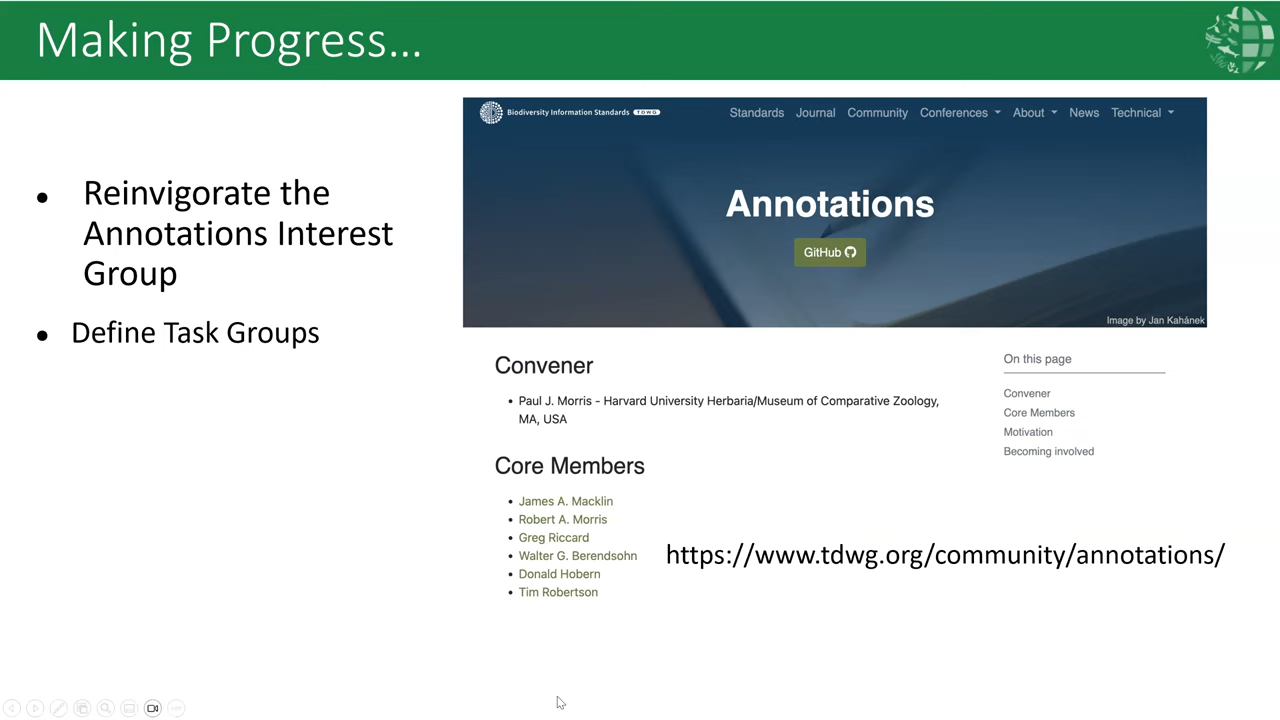 Making Progress...
• Reinvigorate the
Annotations Interest
Group
• Define Task Groups
Biodiversity Information Standards TDWG
Standards Journal Community Conferences About News Technical
Annotations
GitHub
Image by Jan Kahánek
Convener
• Paul J. Morris - Harvard University Herbaria/Museum of Comparative Zoology,
MA, USA
Core Members
• James A. Macklin
• Robert A. Morris
• Greg Riccard
• Walter G. Berendsohn
• Donald Hobern
• Tim Robertson
On this page
Convener
Core Members
Motivation
Becoming involved
https://www.tdwg.org/community/annotations/